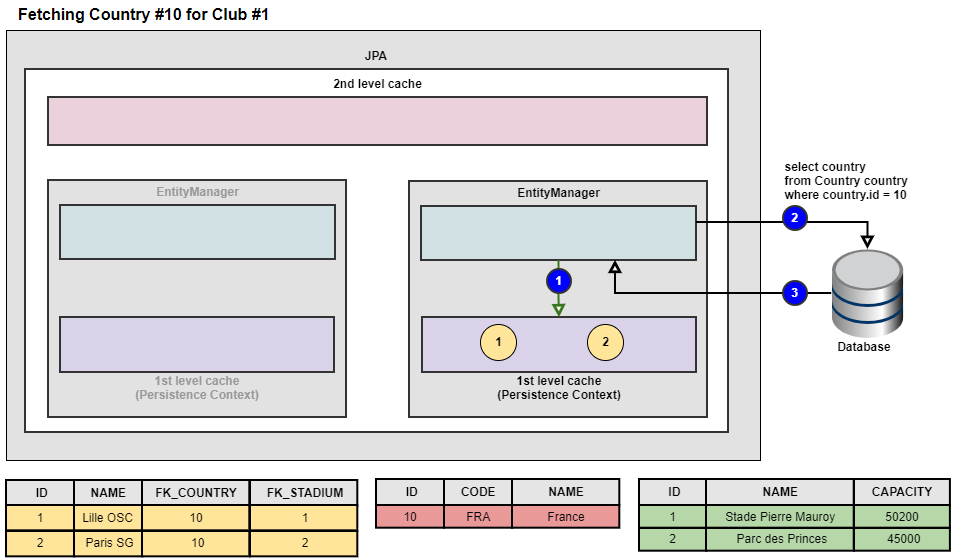 Fetching Country #10 for Club #1
JPA
2nd level cache
EntityManager
EntityManager
1
1
2
1st level cache
(Persistence Context)
1st level cache
(Persistence Context)
select country
from Country country
where country.id = 10
2
3
Database
ID NAME FK_COUNTRY FK_STADIUM
1 Lille OSC 10 1
2 Paris SG 10 2
ID CODE NAME
10 FRA France
ID NAME CAPACITY
1 Stade Pierre Mauroy 50200
2 Parc des Princes 45000